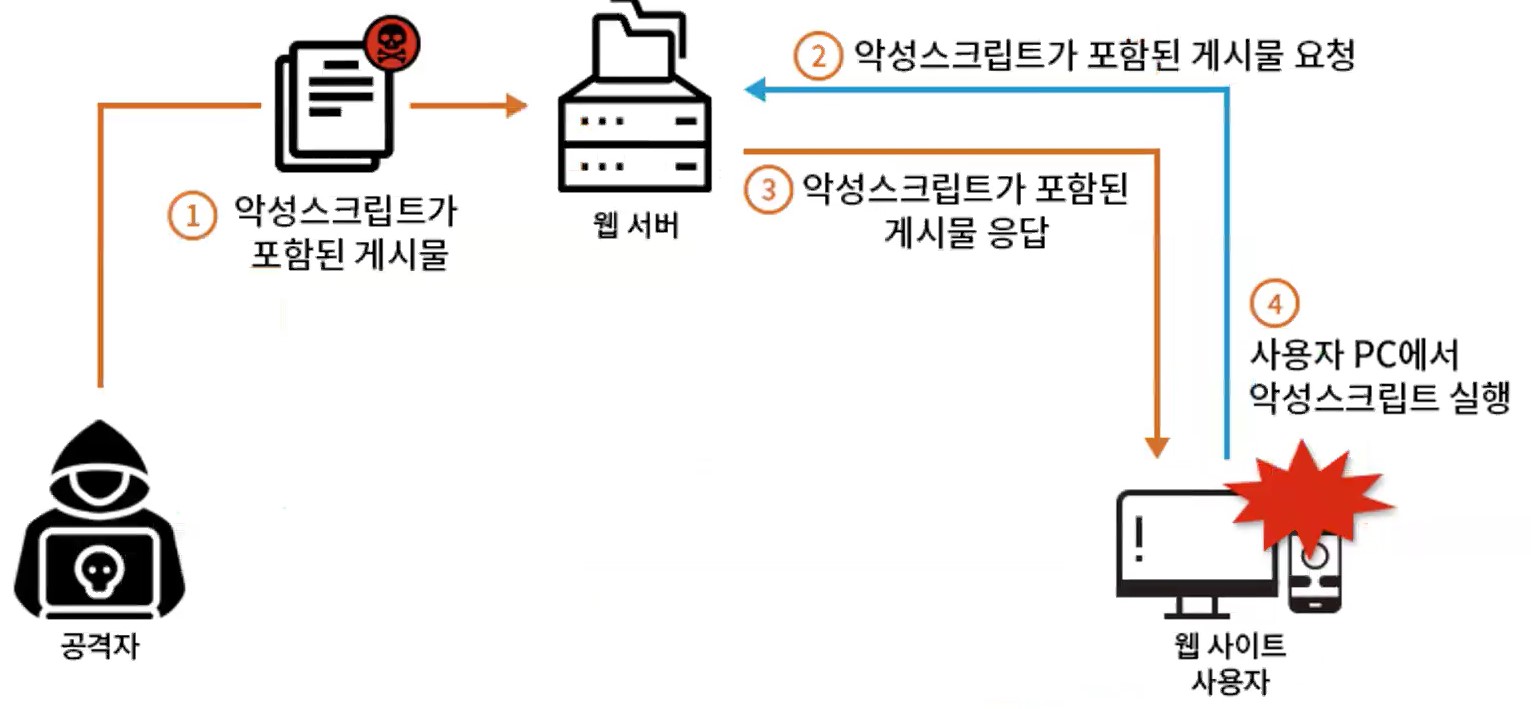 ② 악성스크립트가 포함된 게시물 요청
① 악성스크립트가
포함된 게시물
웹 서버
③ 악성스크립트가 포함된
게시물 응답
④
사용자 PC에서
악성스크립트 실행
!
공격자
웹 사이트
사용자